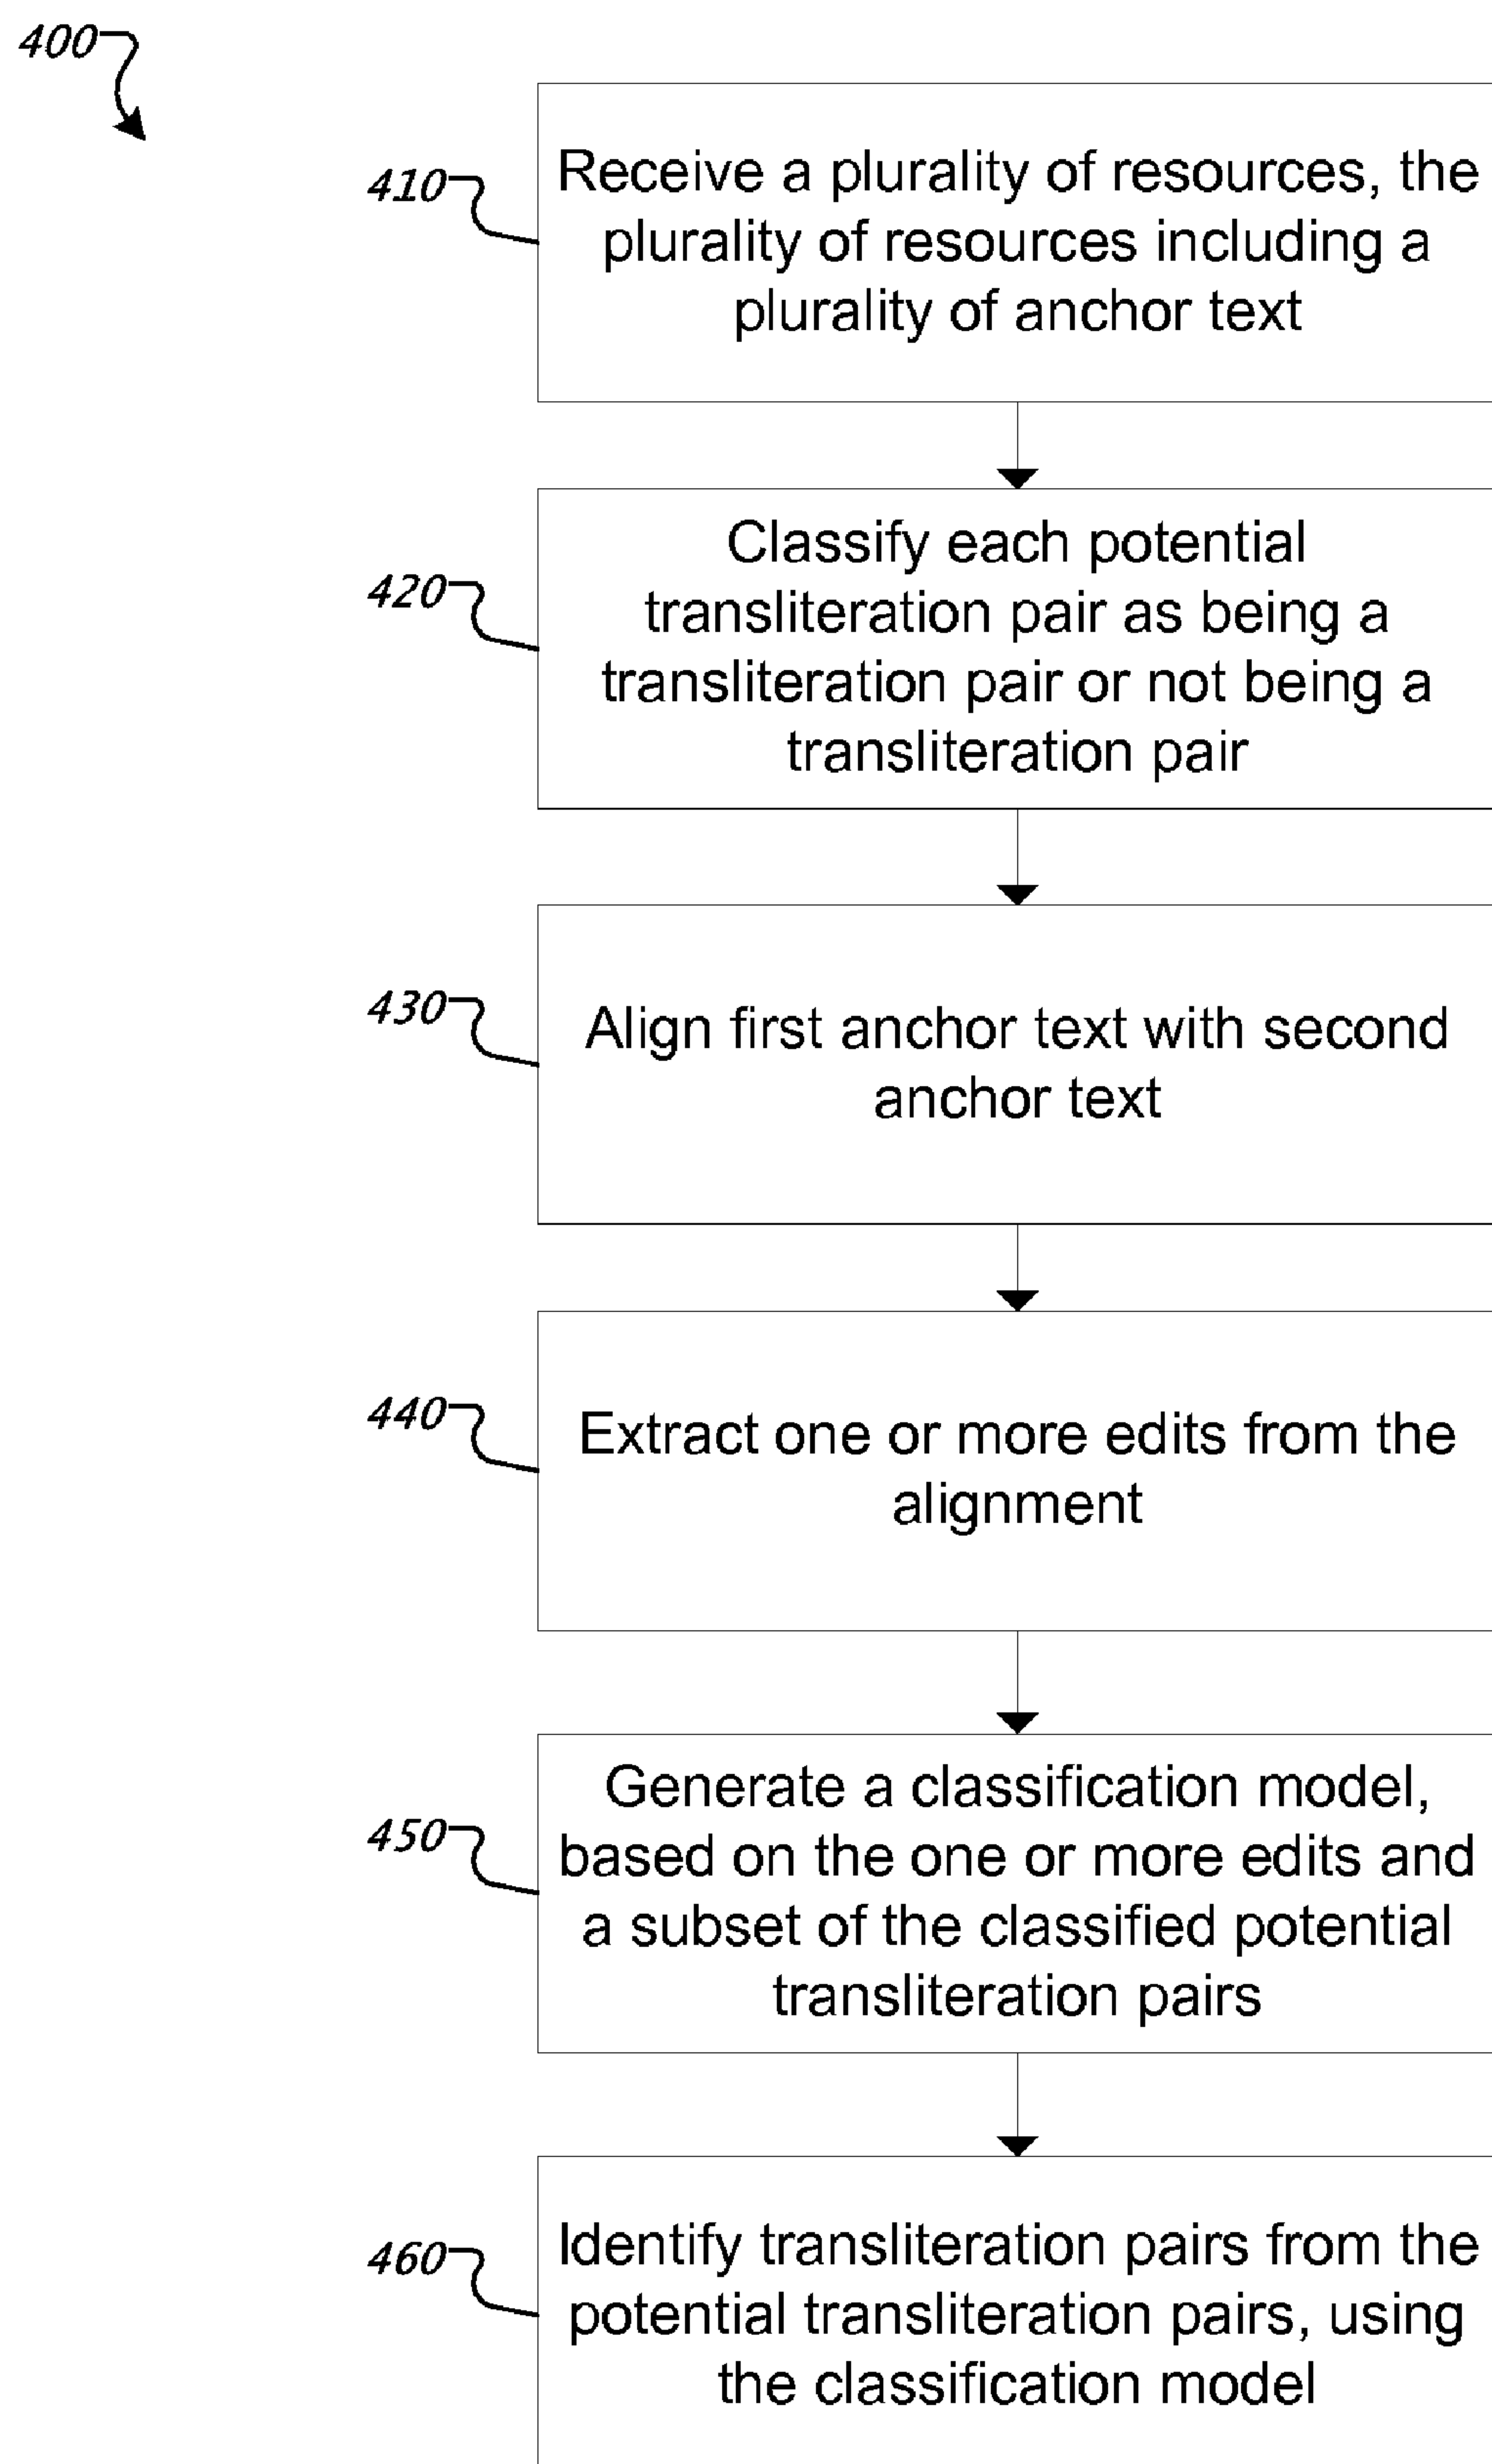 400
410
Receive a plurality of resources, the
plurality of resources including a
plurality of anchor text
420
Classify each potential
transliteration pair as being a
transliteration pair or not being a
transliteration pair
430
Align first anchor text with second
anchor text
440
Extract one or more edits from the
alignment
450
Generate a classification model,
based on the one or more edits and
a subset of the classified potential
transliteration pairs
460
Identify transliteration pairs from the
potential transliteration pairs, using
the classification model